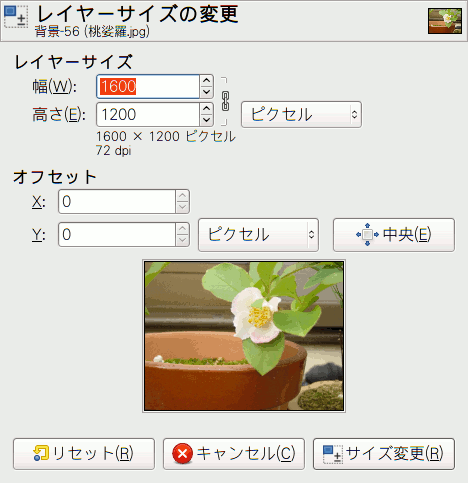 レイヤーサイズの変更
背景-56 (桃娑羅.jpg)
レイヤーサイズ
幅(W): 1600
高さ(E): 1200 ピクセル
1600 × 1200 ピクセル
72 dpi
オフセット
X: 0
Y: 0 ピクセル 中央(E)
リセット(R) キャンセル(C) サイズ変更(R)